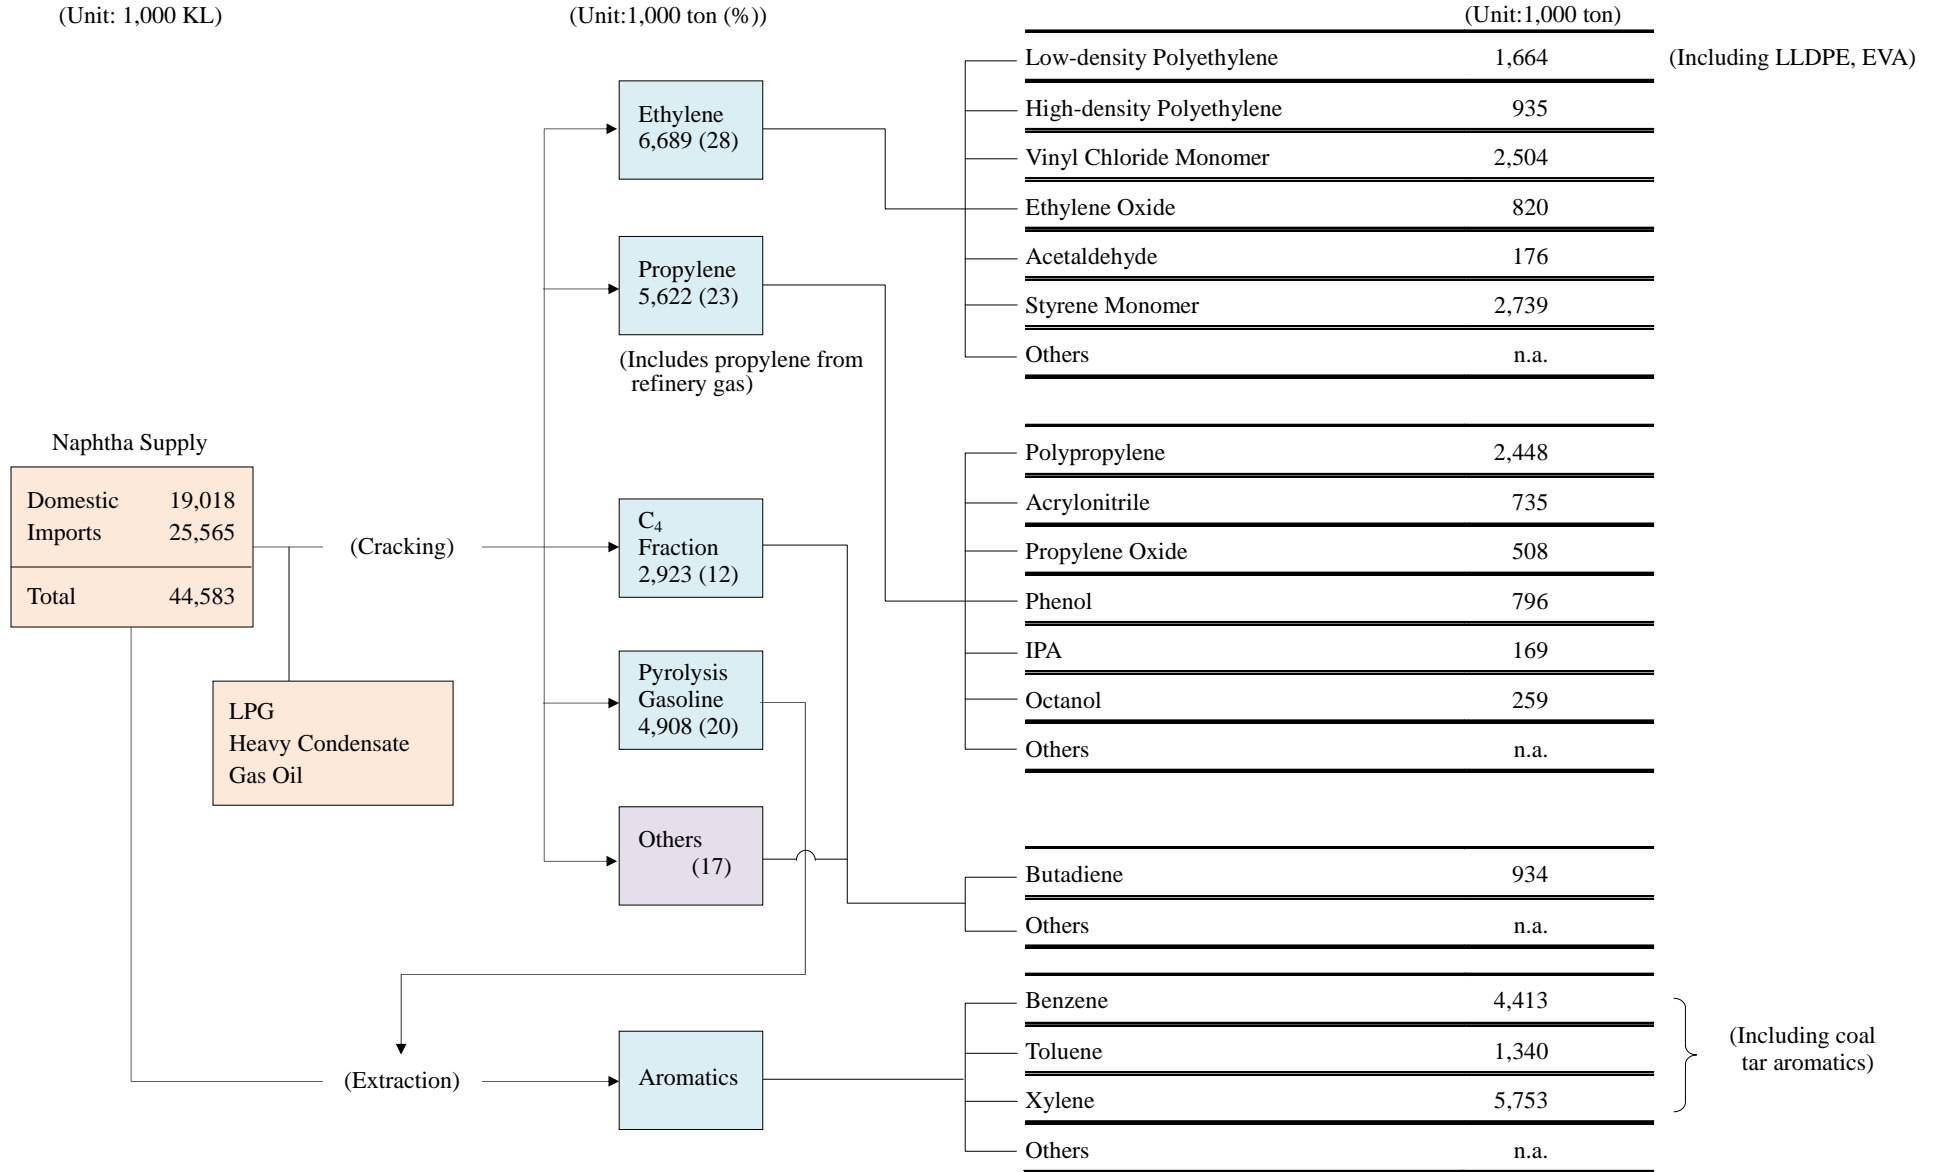 (Unit: 1,000 KL)
(Unit:1,000 ton (%))
(Unit:1,000 ton)
Naphtha Supply
Domestic 19,018
Imports 25,565
Total 44,583
LPG
Heavy Condensate
Gas Oil
(Cracking)
(Extraction)
Ethylene
6,689 (28)
Propylene
5,622 (23)
(Includes propylene from
refinery gas)
C4
Fraction
2,923 (12)
Pyrolysis
Gasoline
4,908 (20)
Others
(17)
Aromatics
Low-density Polyethylene 1,664 (Including LLDPE, EVA)
High-density Polyethylene 935
Vinyl Chloride Monomer 2,504
Ethylene Oxide 820
Acetaldehyde 176
Styrene Monomer 2,739
Others n.a.
Polypropylene 2,448
Acrylonitrile 735
Propylene Oxide 508
Phenol 796
IPA 169
Octanol 259
Others n.a.
Butadiene 934
Others n.a.
Benzene 4,413
Toluene 1,340
Xylene 5,753
Others n.a.
(Including coal
tar aromatics)